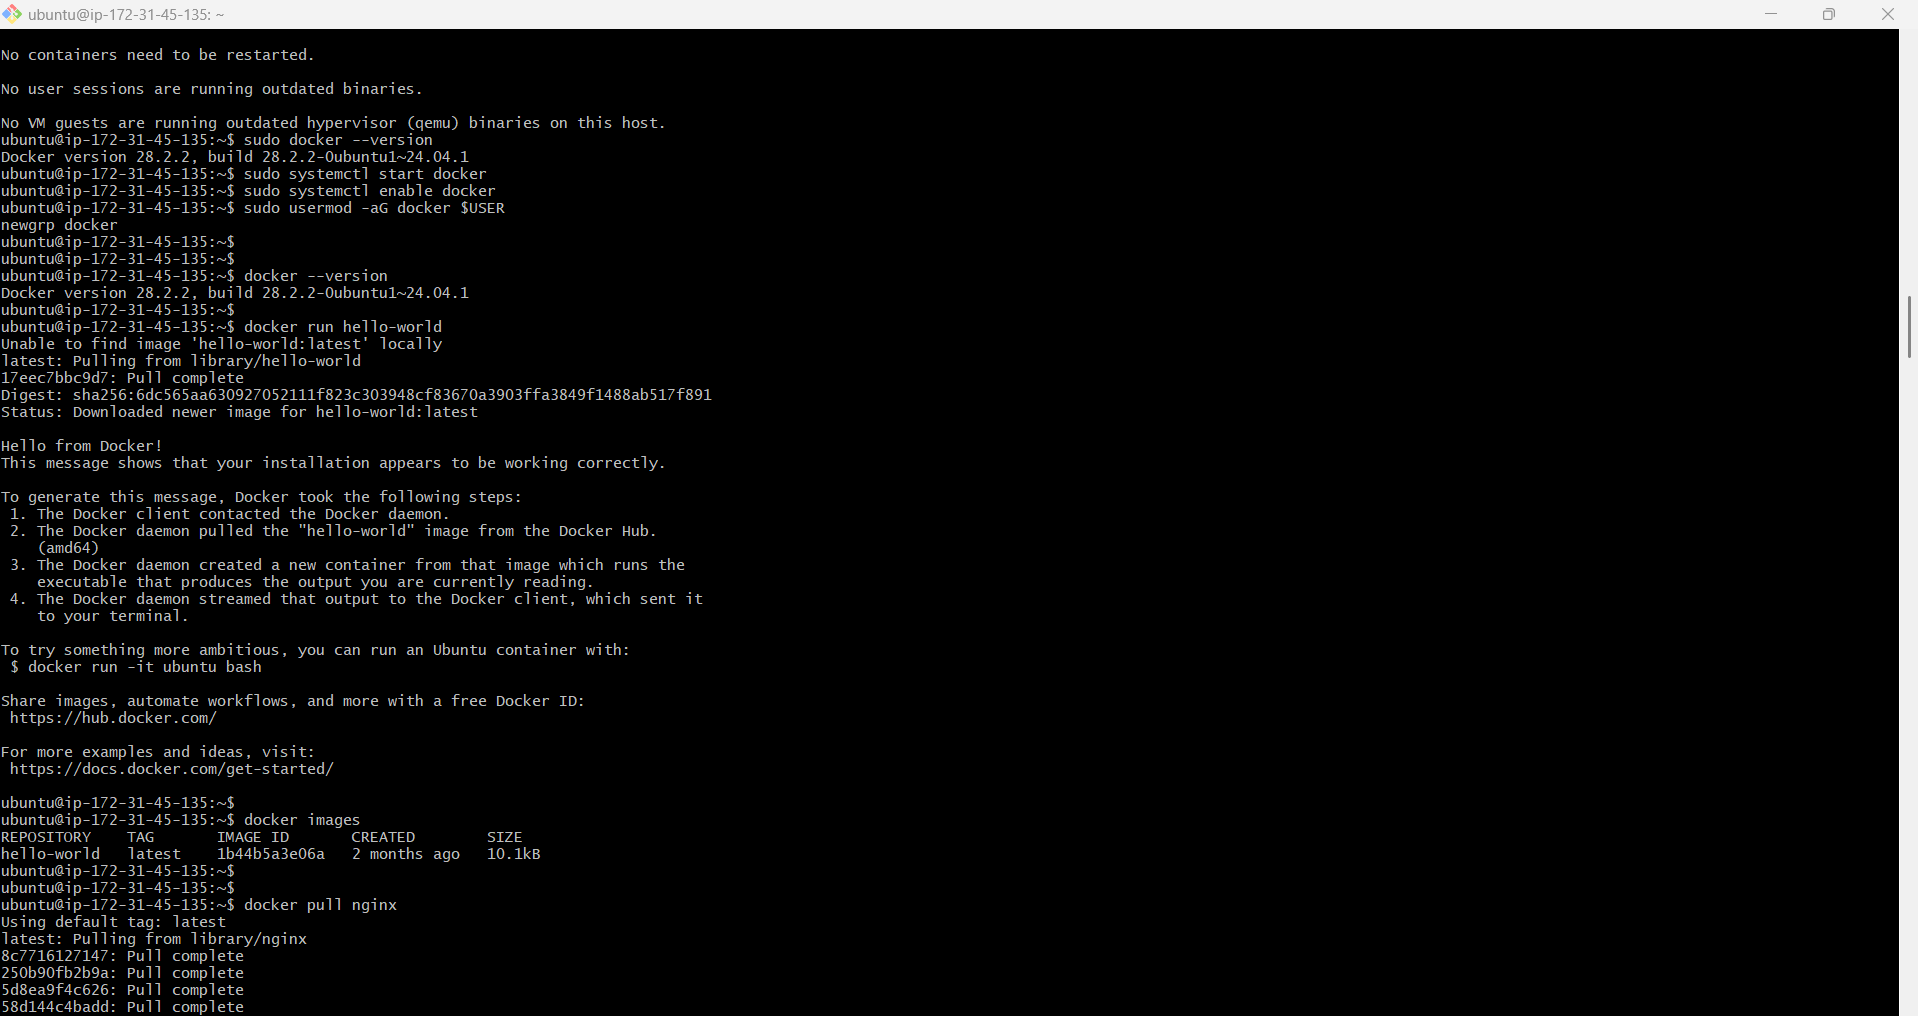 ubuntu@ip-172-31-45-135: ~
No containers need to be restarted.
No user sessions are running outdated binaries.
No VM guests are running outdated hypervisor (qemu) binaries on this host.
ubuntu@ip-172-31-45-135:~$ sudo docker --version
Docker version 28.2.2, build 28.2.2-0ubuntu1~24.04.1
ubuntu@ip-172-31-45-135:~$ sudo systemctl start docker
ubuntu@ip-172-31-45-135:~$ sudo systemctl enable docker
ubuntu@ip-172-31-45-135:~$ sudo usermod -aG docker $USER
newgrp docker
ubuntu@ip-172-31-45-135:~$
ubuntu@ip-172-31-45-135:~$
ubuntu@ip-172-31-45-135:~$ docker --version
Docker version 28.2.2, build 28.2.2-0ubuntu1~24.04.1
ubuntu@ip-172-31-45-135:~$
ubuntu@ip-172-31-45-135:~$ docker run hello-world
Unable to find image 'hello-world:latest' locally
latest: Pulling from library/hello-world
17eec7bbc9d7: Pull complete
Digest: sha256:6dc565aa630927052111f823c303948cf83670a3903ffa3849f1488ab517f891
Status: Downloaded newer image for hello-world:latest
Hello from Docker!
This message shows that your installation appears to be working correctly.
To generate this message, Docker took the following steps:
1. The Docker client contacted the Docker daemon.
2. The Docker daemon pulled the "hello-world" image from the Docker Hub.
(amd64)
3. The Docker daemon created a new container from that image which runs the
executable that produces the output you are currently reading.
4. The Docker daemon streamed that output to the Docker client, which sent it
to your terminal.
To try something more ambitious, you can run an Ubuntu container with:
$ docker run -it ubuntu bash
Share images, automate workflows, and more with a free Docker ID:
https://hub.docker.com/
For more examples and ideas, visit:
https://docs.docker.com/get-started/
ubuntu@ip-172-31-45-135:~$
ubuntu@ip-172-31-45-135:~$ docker images
REPOSITORY TAG IMAGE ID CREATED SIZE
hello-world latest 1b44b5a3e06a 2 months ago 10.1kB
ubuntu@ip-172-31-45-135:~$
ubuntu@ip-172-31-45-135:~$
ubuntu@ip-172-31-45-135:~$ docker pull nginx
Using default tag: latest
latest: Pulling from library/nginx
8c7716127147: Pull complete
250b90fb2b9a: Pull complete
5d8ea9f4c626: Pull complete
58d144c4badd: Pull complete